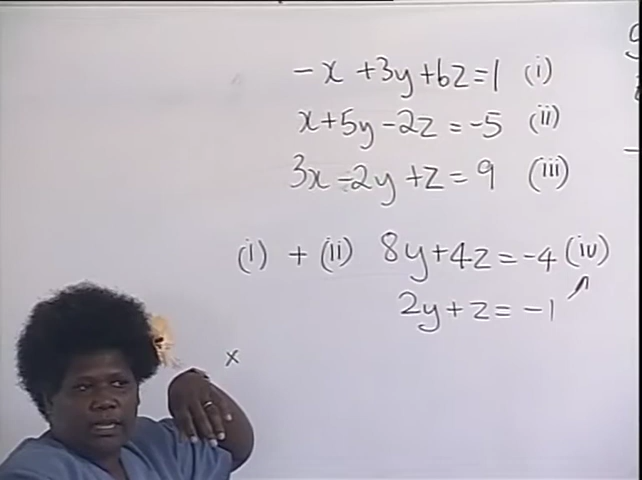 -x + 3y + 6z = 1 (i)
x + 5y - 2z = -5 (ii)
3x - 2y + z = 9 (iii)
(i) + (ii) 8y + 4z = -4 (iv)
2y + z = -1
x